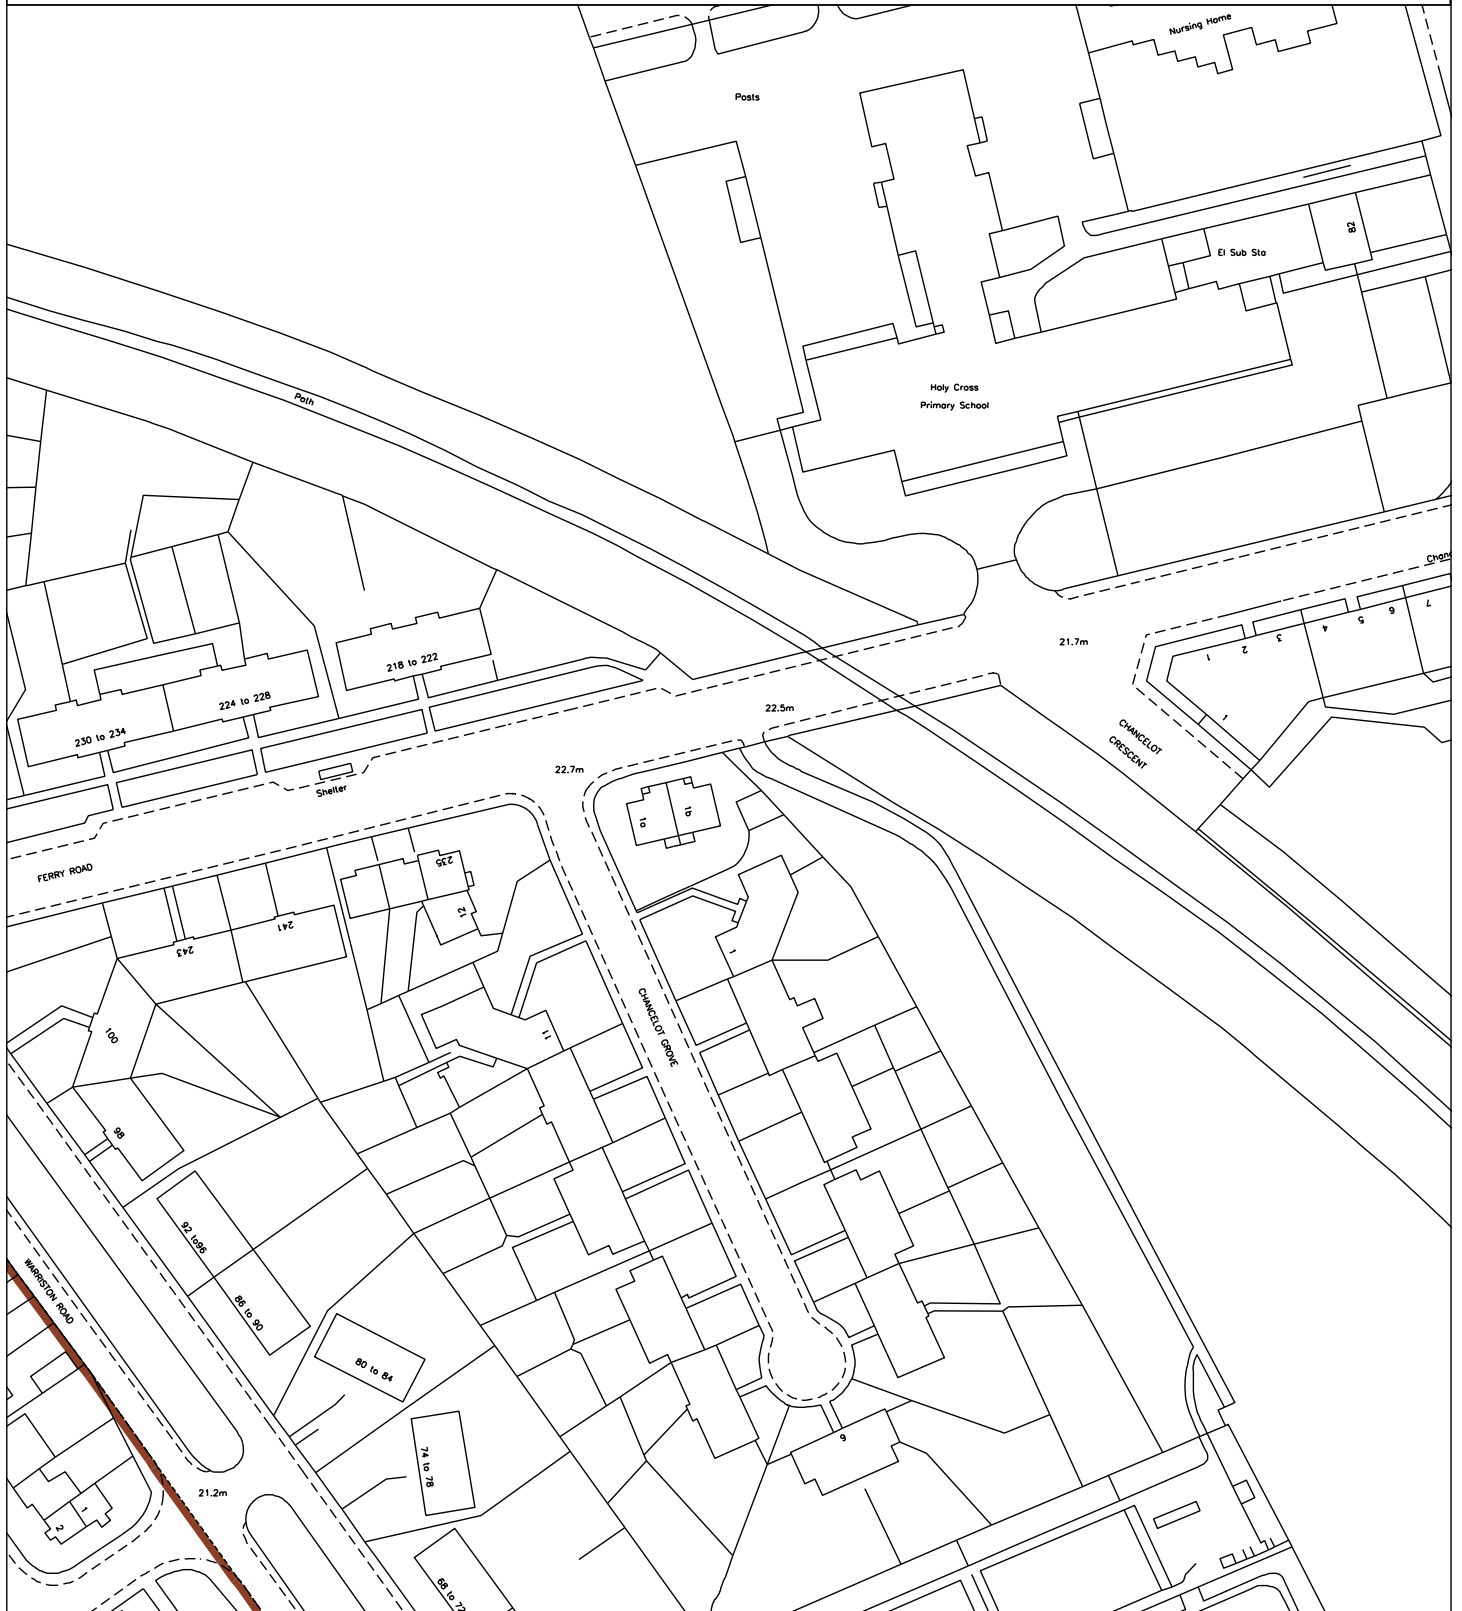 Nursing Home
Posts
82
El Sub Sta
Holy Cross
Primary School
Path
Chanc
7
6
5
4
3
2
1
1
21.7m
218 to 222
224 to 228
230 to 234
22.5m
CHANCELOT
CRESCENT
22.7m
Shelter
1a
1b
FERRY ROAD
235
12
241
243
1
CHANCELOT GROVE
11
100
98
92 to96
86 to 90
WARRISTON ROAD
80 to 84
9
74 to 78
21.2m
1
2
68 to 72